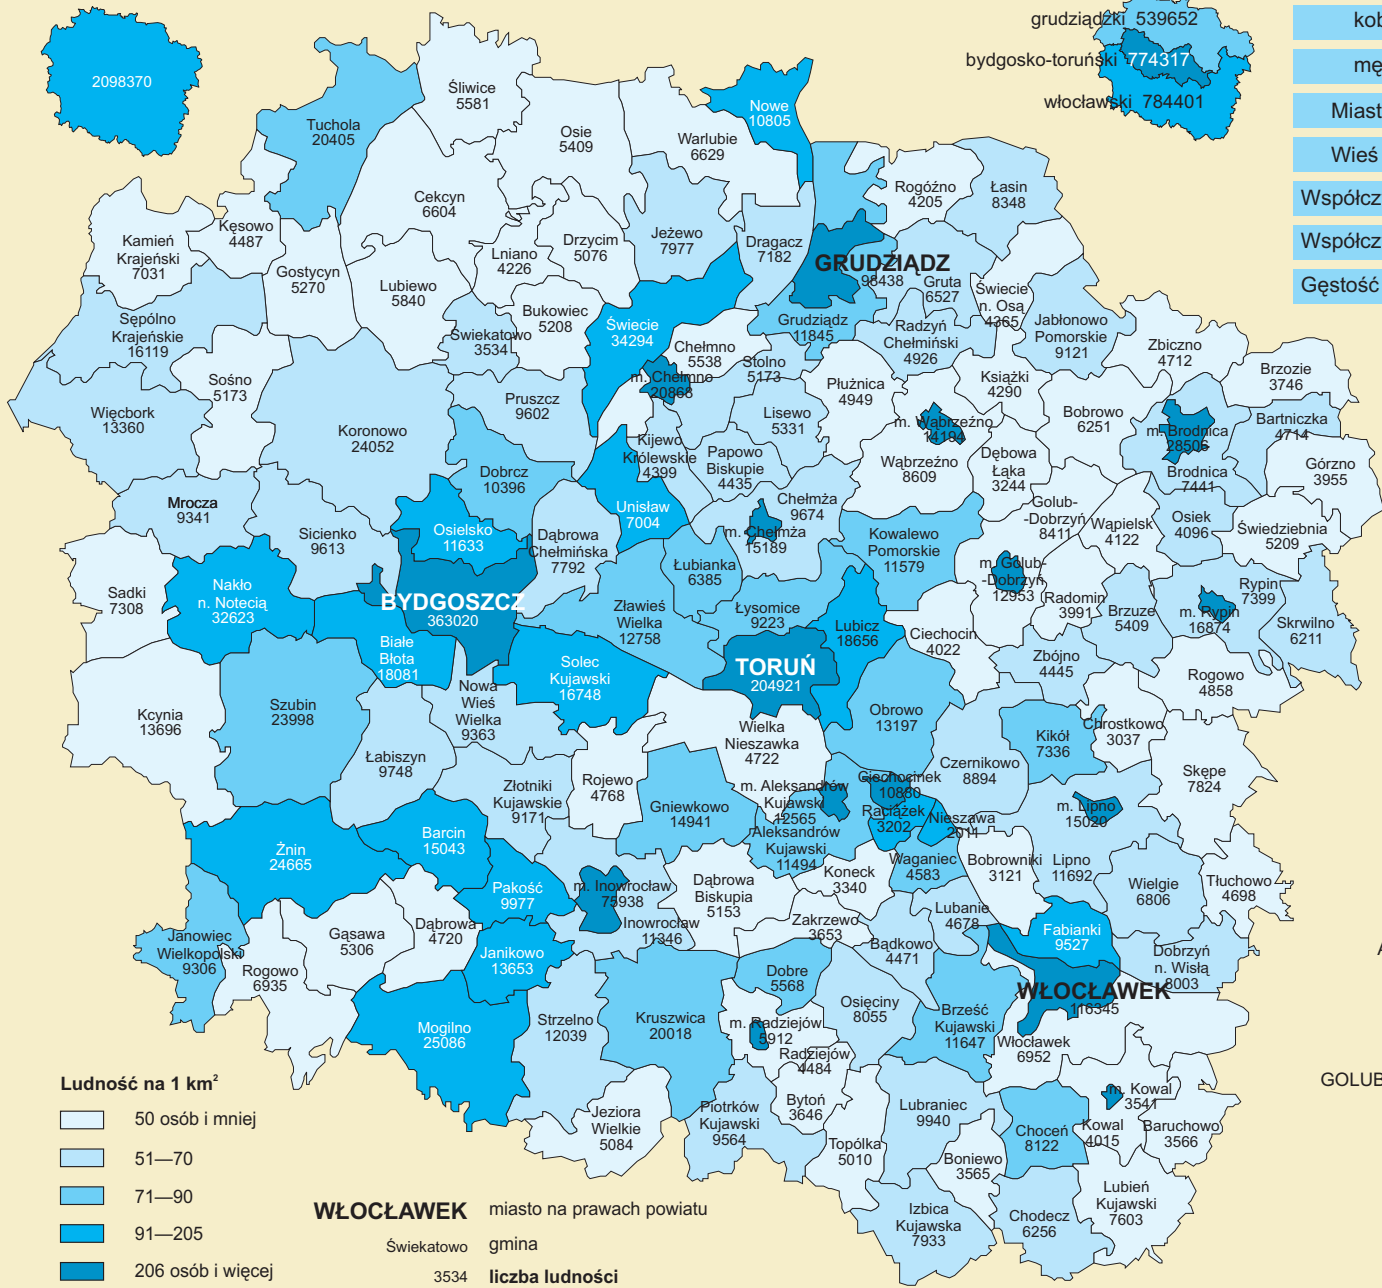 2098370
grudziądzki 539652
bydgosko-toruński 774317
włocławski 784401
kob
mę
Miast
Wieś
Współcz
Współcz
Gęstość
Śliwice
5581
Tuchola
20405
Osie
5409
Warlubie
6629
Nowe
10805
Rogóźno
4205
Łasin
8348
Cekcyn
6604
Kęsowo
4487
Kamień
Krajeński
7031
Gostycyn
5270
Lubiewo
5840
Lniano
4226
Drzycim
5076
Jeżewo
7977
Dragacz
7182
GRUDZIĄDZ
98438
Gruta
6527
Świecie
n. Osą
4365
Sępólno
Krajeńskie
16119
Świekatowo
3534
Bukowiec
5208
Świecie
34294
Grudziądz
11845
Radzyń
Chełmiński
4926
Jabłonowo
Pomorskie
9121
Zbiczno
4712
Brzozie
3746
Chełmno
5538
Stolno
5173
m. Chełmno
20868
Sośno
5173
Więcbork
13360
Pruszcz
9602
Koronowo
24052
Lisewo
5331
Płużnica
4949
Książki
4290
m. Wąbrzeźno
14194
Bobrowo
6251
m. Brodnica
28506
Bartniczka
4714
Kijewo
Królewskie
4399
Papowo
Biskupie
4435
Wąbrzeźno
8609
Dębowa
Łąka
3244
Brodnica
7441
Górzno
3955
Dobrcz
10396
Mrocza
9341
Sicienko
9613
Osielsko
11633
Dąbrowa
Chełmińska
7792
Unisław
7004
Chełmża
9674
m. Chełmża
15189
Kowalewo
Pomorskie
11579
Golub-
-Dobrzyń
8411
Wąpielsk
4122
Osiek
4096
Świedziebnia
5209
Sadki
7308
Nakło
n. Notecią
32623
BYDGOSZCZ
363020
Łubianka
6385
m. Golub-
-Dobrzyń
12953
Radomin
3991
Brzuze
5409
Rypin
7399
m. Rypin
16874
Skrwilno
6211
Zławieś
Wielka
12758
Łysomice
9223
Lubicz
18656
Ciechocin
4022
Białe
Błota
18081
Solec
Kujawski
16748
TORUŃ
204921
Zbójno
4445
Rogowo
4858
Kcynia
13696
Szubin
23998
Nowa
Wieś
Wielka
9363
Obrowo
13197
Chrostkowo
3037
Wielka
Nieszawka
4722
Kikół
7336
Łabiszyn
9748
Czernikowo
8894
Skępe
7824
Złotniki
Kujawskie
9171
Rojewo
4768
Gniewkowo
14941
m. Aleksandrów
Kujawski
12565
Ciechocinek
10880
Raciążek
3202
Nieszawa
2011
m. Lipno
15020
Aleksandrów
Kujawski
11494
Barcin
15043
Żnin
24665
Waganiec
4583
Bobrowniki
3121
Lipno
11692
Wielgie
6806
Tłuchowo
4698
Pakość
9977
m. Inowrocław
75938
Dąbrowa
Biskupia
5153
Koneck
3340
Inowrocław
11346
Zakrzewo
3653
Lubanie
4678
Fabianki
9527
Dobrzyń
n. Wisłą
8003
Janowiec
Wielkopolski
9306
Rogowo
6935
Gąsawa
5306
Dąbrowa
4720
Janikowo
13653
Bądkowo
4471
Dobre
5568
A
WŁOCŁAWEK
116345
Osięciny
8055
Brześć
Kujawski
11647
Włocławek
6952
Mogilno
25086
Strzelno
12039
Kruszwica
20018
m. Radziejów
5912
Radziejów
4484
GOLUB
m. Kowal
3541
Bytoń
3646
Lubraniec
9940
Choceń
8122
Kowal
4015
Baruchowo
3566
Jeziora
Wielkie
5084
Piotrków
Kujawski
9564
Topólka
5010
Boniewo
3565
Lubień
Kujawski
7603
Izbica
Kujawska
7933
Chodecz
6256
Ludność na 1 km²
50 osób i mniej
51—70
71—90
91—205
206 osób i więcej
WŁOCŁAWEK miasto na prawach powiatu
Świekatowo gmina
3534 liczba ludności